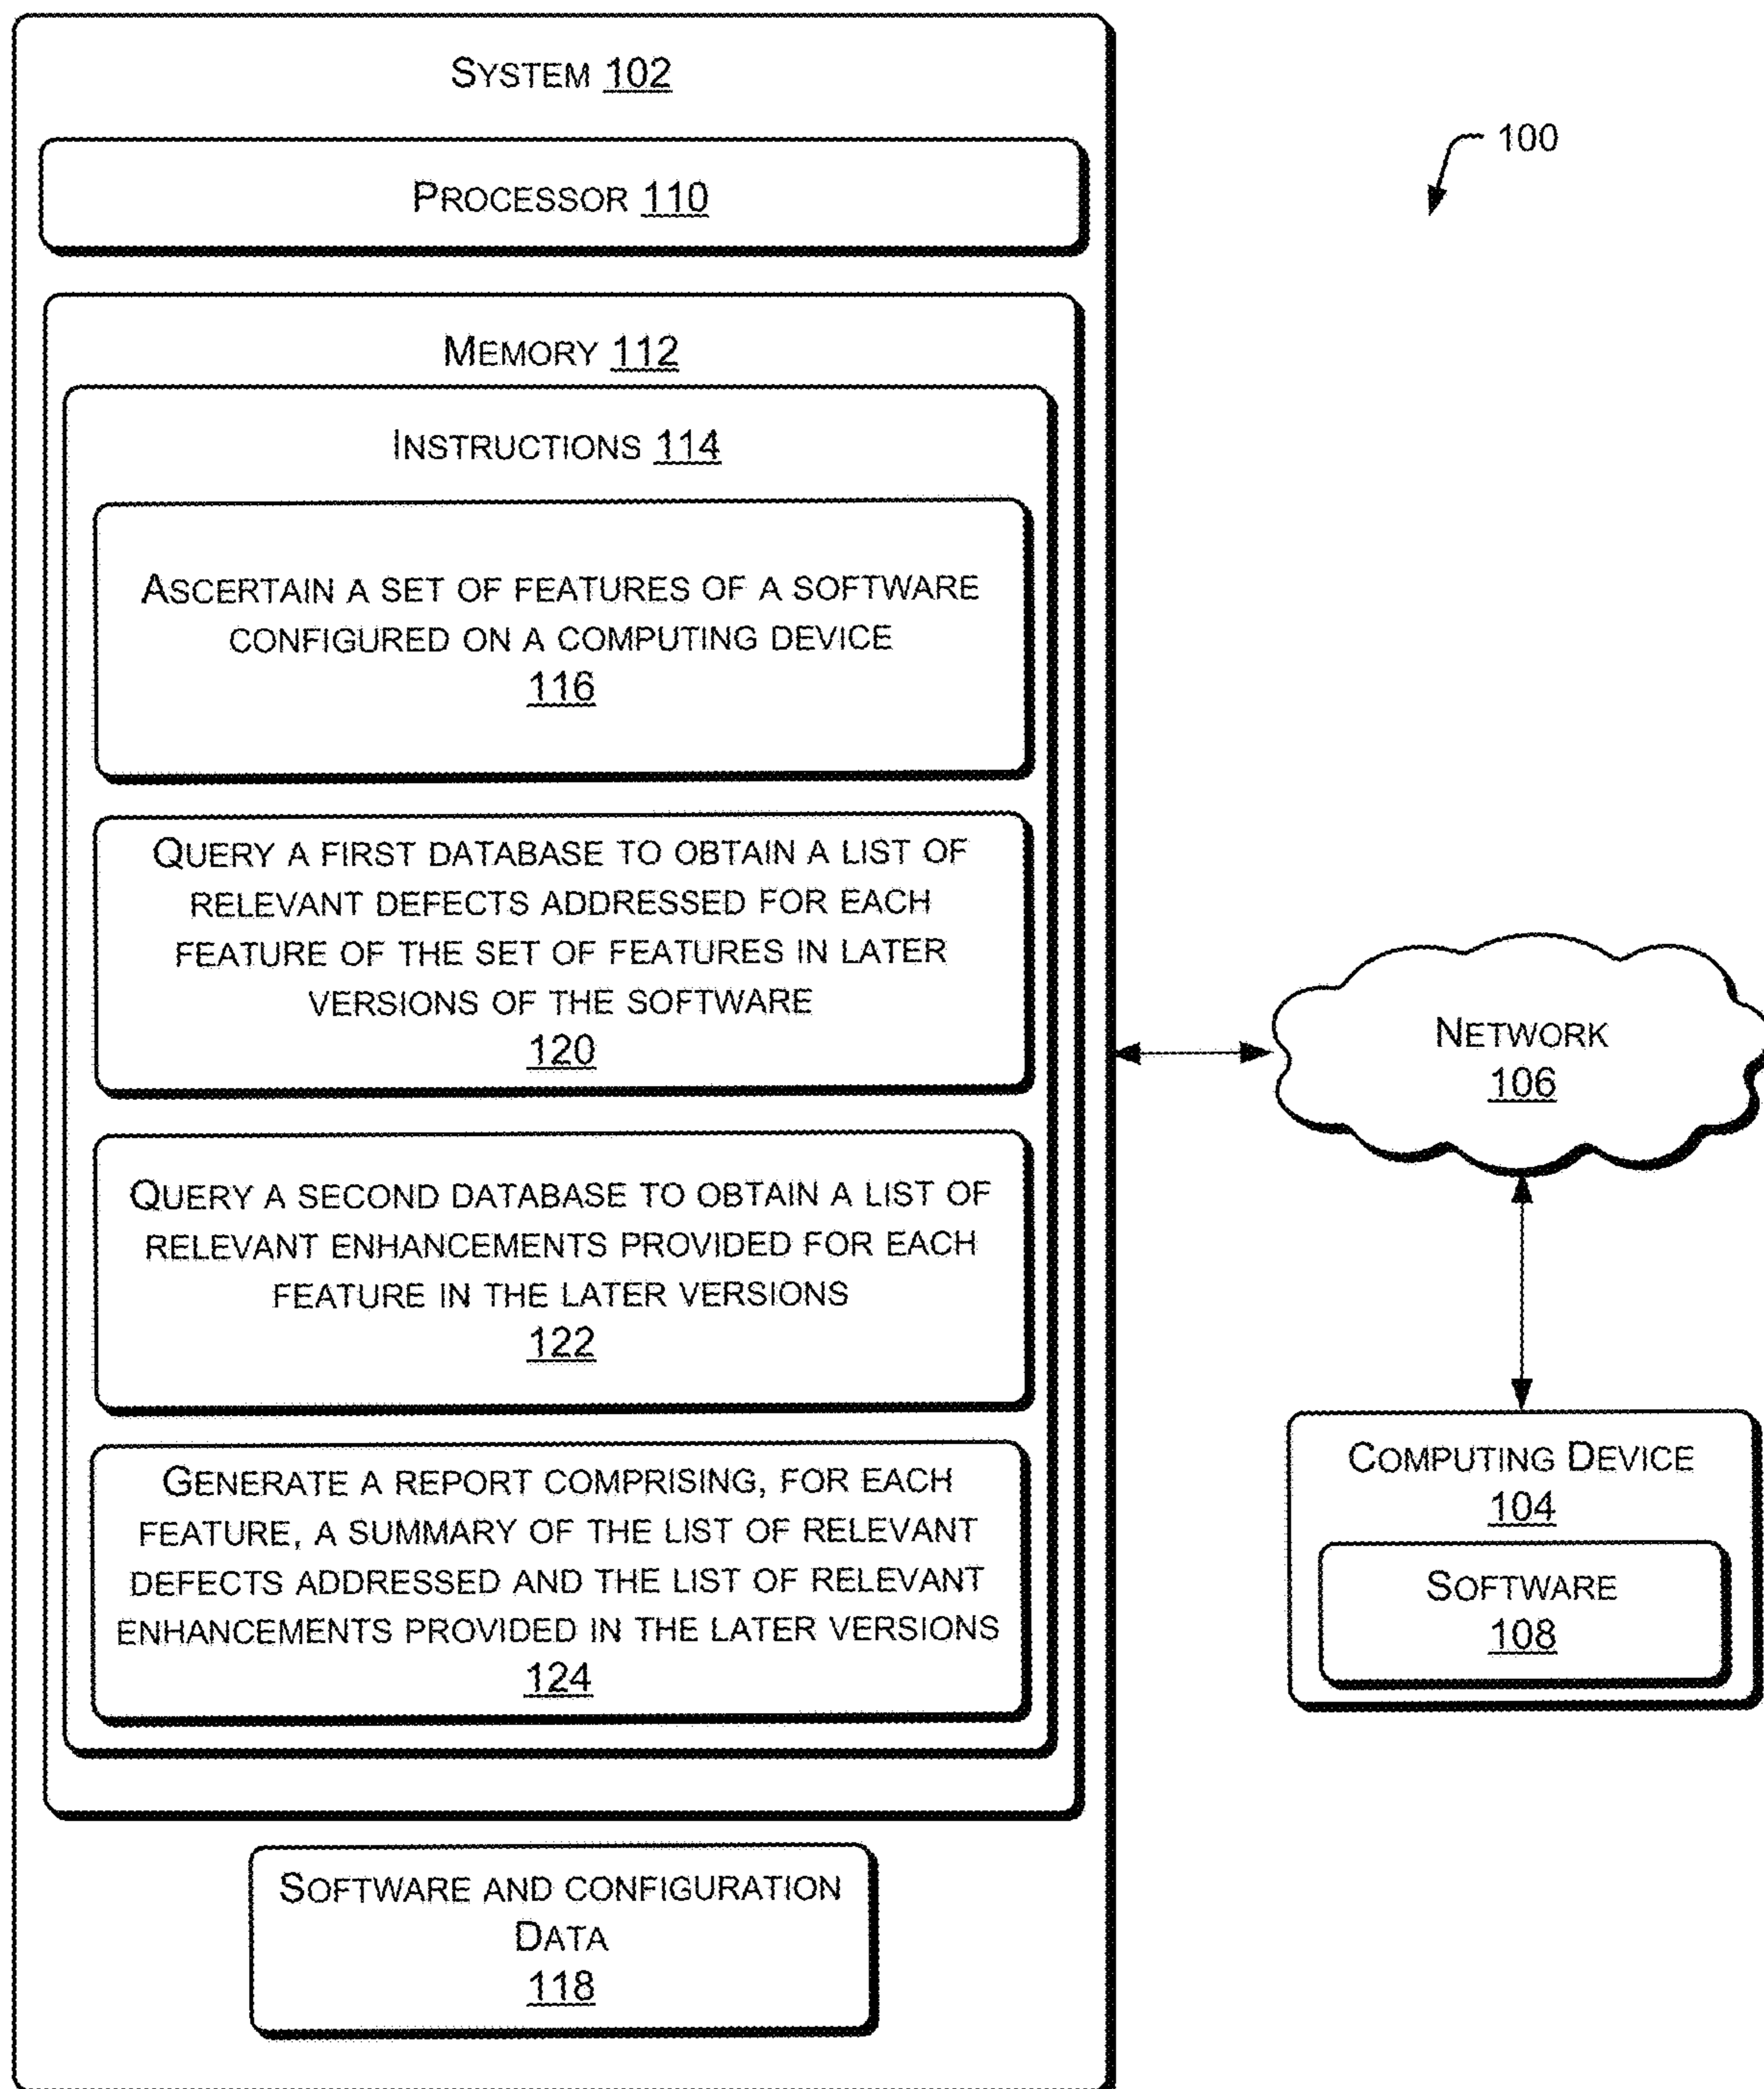 SYSTEM 102
100
PROCESSOR 110
MEMORY 112
INSTRUCTIONS 114
ASCERTAIN A SET OF FEATURES OF A SOFTWARE
CONFIGURED ON A COMPUTING DEVICE
116
QUERY A FIRST DATABASE TO OBTAIN A LIST OF
RELEVANT DEFECTS ADDRESSED FOR EACH
FEATURE OF THE SET OF FEATURES IN LATER
VERSIONS OF THE SOFTWARE
120
QUERY A SECOND DATABASE TO OBTAIN A LIST OF
RELEVANT ENHANCEMENTS PROVIDED FOR EACH
FEATURE IN THE LATER VERSIONS
122
GENERATE A REPORT COMPRISING, FOR EACH
FEATURE, A SUMMARY OF THE LIST OF RELEVANT
DEFECTS ADDRESSED AND THE LIST OF RELEVANT
ENHANCEMENTS PROVIDED IN THE LATER VERSIONS
124
SOFTWARE AND CONFIGURATION
DATA
118
NETWORK
106
COMPUTING DEVICE
104
SOFTWARE
108